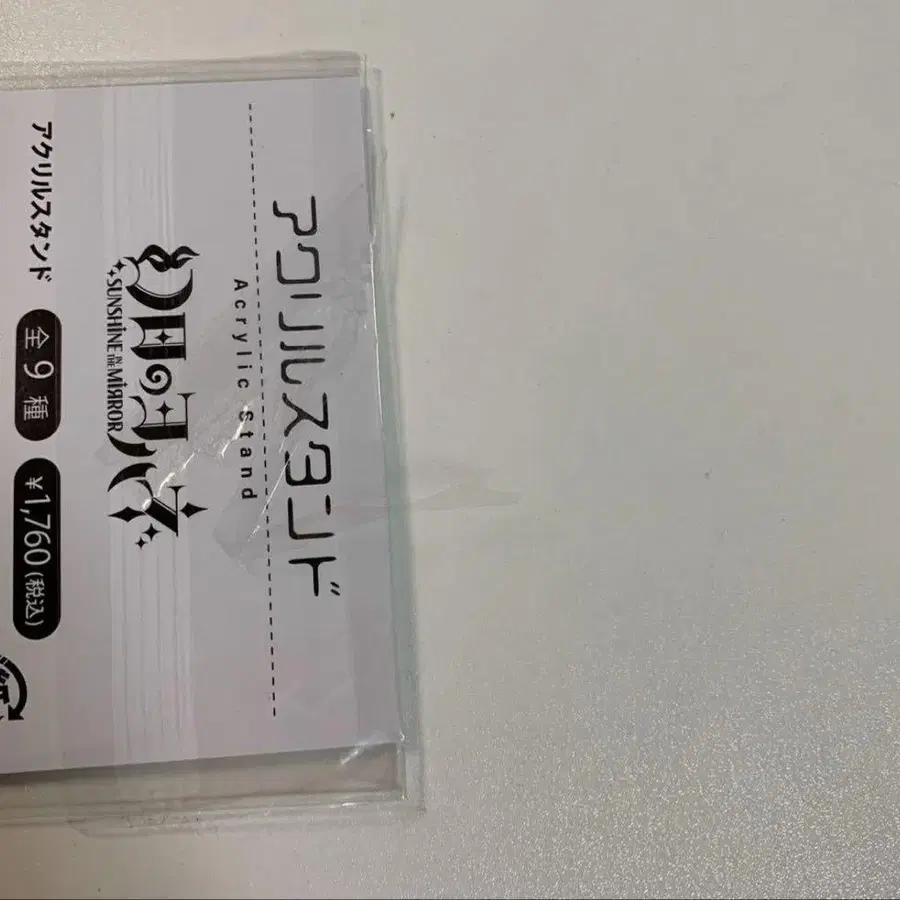 アクリルスタンド
Acrylic Stand
幻日のヨハネ
SUNSHINE IN THE MIRROR
アクリルスタンド
全9種
¥1,760(税込)